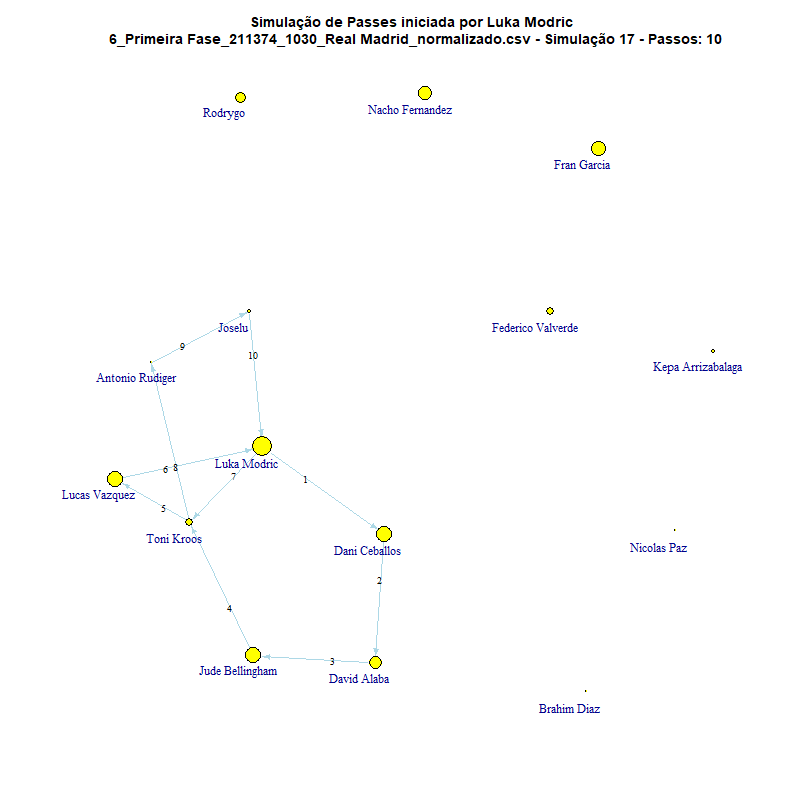 Simulação de Passes iniciada por Luka Modric
6_Primeira Fase_211374_1030_Real Madrid_normalizado.csv - Simulação 17 - Passos: 10
Rodrygo
Nacho Fernandez
Fran Garcia
Joselu
Federico Valverde
9
10
Kepa Arrizabalaga
Antonio Rudiger
Luka Modric
6
8
7
1
Lucas Vazquez
5
Toni Kroos
Dani Ceballos
Nicolas Paz
2
4
3
Jude Bellingham
David Alaba
Brahim Diaz